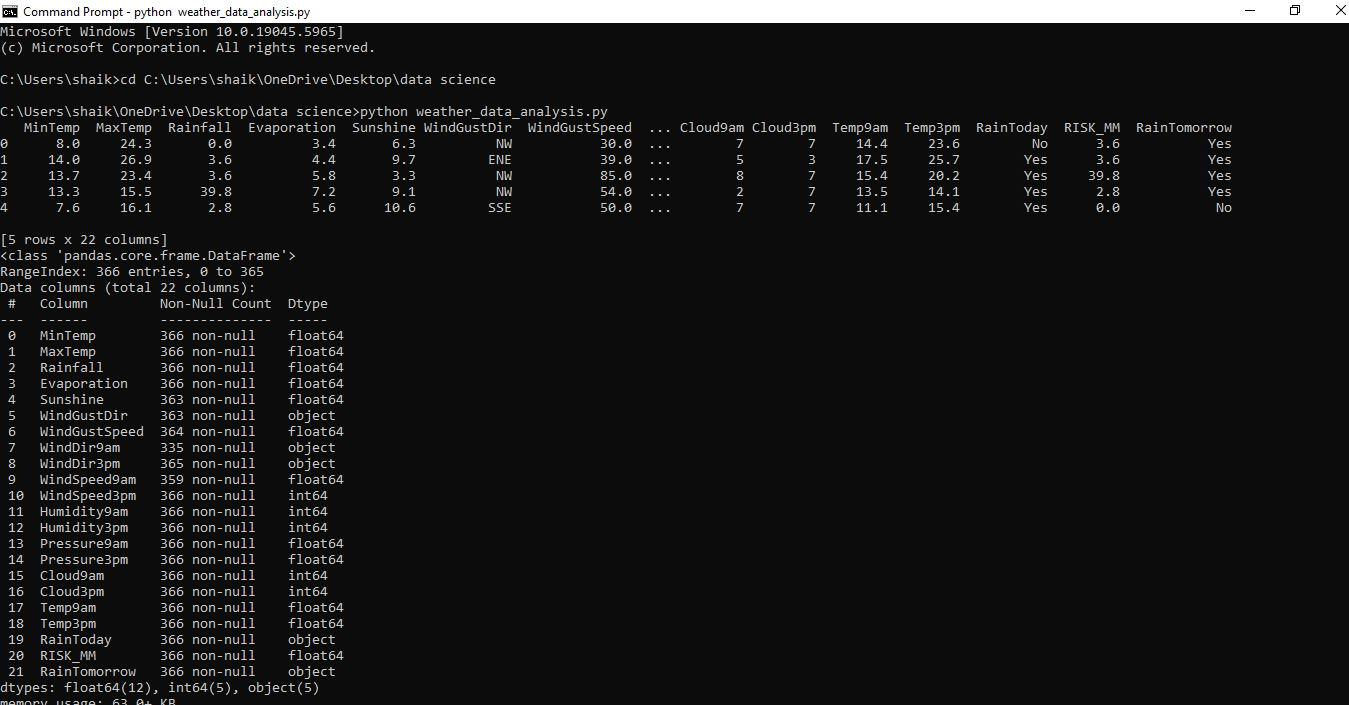 Command Prompt - python  weather_data_analysis.py
Microsoft Windows [Version 10.0.19045.5965]
(c) Microsoft Corporation. All rights reserved.
C:\Users\shaik>cd C:\Users\shaik\OneDrive\Desktop\data science
C:\Users\shaik\OneDrive\Desktop\data science>python weather_data_analysis.py
   MinTemp  MaxTemp  Rainfall  Evaporation  Sunshine WindGustDir  WindGustSpeed  ... Cloud9am Cloud3pm  Temp9am  Temp3pm  RainToday  RISK_MM  RainTomorrow
0      8.0     24.3       0.0          3.4       6.3          NW           30.0  ...        7        7     14.4     23.6         No      3.6           Yes
1     14.0     26.9       3.6          4.4       9.7         ENE           39.0  ...        5        3     17.5     25.7        Yes      3.6           Yes
2     13.7     23.4       3.6          5.8       3.3          NW           85.0  ...        8        7     15.4     20.2        Yes     39.8           Yes
3     13.3     15.5      39.8          7.2       9.1          NW           54.0  ...        2        7     13.5     14.1        Yes      2.8           Yes
4      7.6     16.1       2.8          5.6      10.6         SSE           50.0  ...        7        7     11.1     15.4        Yes      0.0            No
[5 rows x 22 columns]
<class 'pandas.core.frame.DataFrame'>
RangeIndex: 366 entries, 0 to 365
Data columns (total 22 columns):
 #   Column         Non-Null Count  Dtype
---  ------         --------------  -----
 0   MinTemp        366 non-null    float64
 1   MaxTemp        366 non-null    float64
 2   Rainfall       366 non-null    float64
 3   Evaporation    366 non-null    float64
 4   Sunshine       363 non-null    float64
 5   WindGustDir    363 non-null    object
 6   WindGustSpeed  364 non-null    float64
 7   WindDir9am     335 non-null    object
 8   WindDir3pm     365 non-null    object
 9   WindSpeed9am   359 non-null    float64
 10  WindSpeed3pm   366 non-null    int64
 11  Humidity9am    366 non-null    int64
 12  Humidity3pm    366 non-null    int64
 13  Pressure9am    366 non-null    float64
 14  Pressure3pm    366 non-null    float64
 15  Cloud9am       366 non-null    int64
 16  Cloud3pm       366 non-null    int64
 17  Temp9am        366 non-null    float64
 18  Temp3pm        366 non-null    float64
 19  RainToday      366 non-null    object
 20  RISK_MM        366 non-null    float64
 21  RainTomorrow   366 non-null    object
dtypes: float64(12), int64(5), object(5)
memory usage: 63.0+ KB